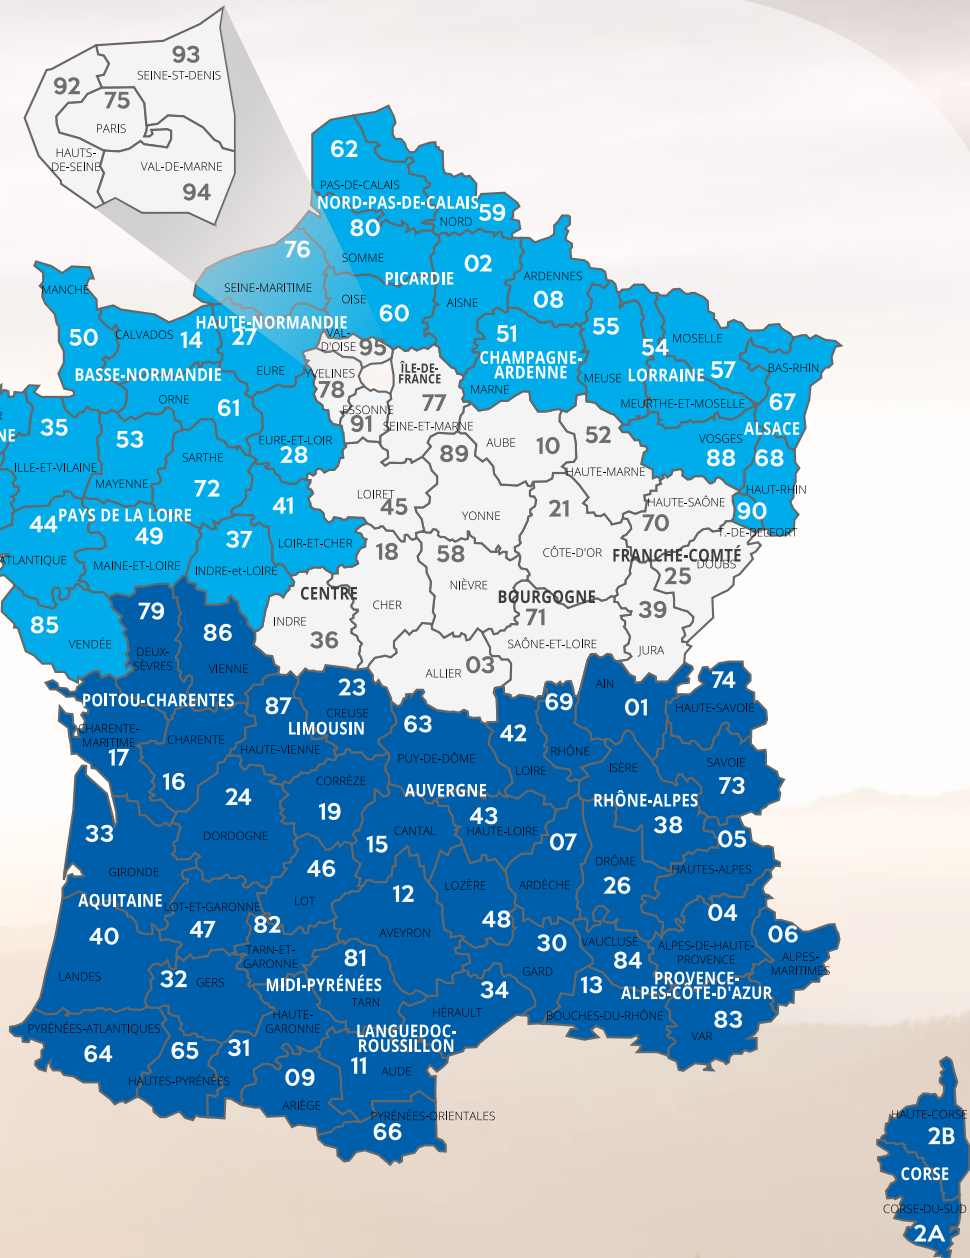 93
SEINE-ST-DENIS
92
75
PARIS
HAUTS-
DE-SEINE
VAL-DE-MARNE
94
62
PAS-DE-CALAIS
NORD-PAS-DE-CALAIS
NORD
59
80
SOMME
76
SEINE-MARITIME
PICARDIE
02
AISNE
ARDENNES
08
OISE
60
MANCHE
50
CALVADOS
14
HAUTE-NORMANDIE
27
EURE
VAL-
D'OISE
95
51
CHAMPAGNE-
ARDENNE
MARNE
55
MEUSE
54
MOSELLE
LORRAINE
57
MEURTHE-ET-MOSELLE
BAS-RHIN
67
ALSACE
BASSE-NORMANDIE
ORNE
61
YVELINES
78
ÎLE-DE-
FRANCE
77
ESSONNE
91
SEINE-ET-MARNE
R
NE
35
ILLE-ET-VILAINE
53
MAYENNE
SARTHE
72
EURE-ET-LOIR
28
AUBE
10
52
HAUTE-MARNE
VOSGES
88
68
HAUT-RHIN
90
T.-DE-BELFORT
89
YONNE
LOIRET
45
41
LOIR-ET-CHER
44
PAYS DE LA LOIRE
49
MAINE-ET-LOIRE
ATLANTIQUE
37
INDRE-et-LOIRE
21
CÔTE-D'OR
HAUTE-SAÔNE
70
FRANCHE-COMTÉ
DOUBS
25
18
CHER
58
NIÈVRE
CENTRE
INDRE
36
BOURGOGNE
71
SAÔNE-ET-LOIRE
39
JURA
85
VENDÉE
79
DEUX-
SÈVRES
86
VIENNE
ALLIER
03
POITOU-CHARENTES
CHARENTE-
MARITIME
17
CHARENTE
16
87
HAUTE-VIENNE
23
CREUSE
LIMOUSIN
63
PUY-DE-DÔME
42
LOIRE
69
RHÔNE
AIN
01
74
HAUTE-SAVOIE
SAVOIE
73
ISÈRE
RHÔNE-ALPES
38
AUVERGNE
43
HAUTE-LOIRE
CORRÈZE
19
24
DORDOGNE
33
GIRONDE
15
CANTAL
07
ARDÈCHE
DRÔME
26
05
HAUTES-ALPES
46
LOT
12
AVEYRON
LOZÈRE
48
AQUITAINE
40
LANDES
LOT-ET-GARONNE
47
82
TARN-ET-
GARONNE
81
TARN
MIDI-PYRÉNÉES
32
GERS
30
GARD
VAUCLUSE
84
04
ALPES-DE-HAUTE-
PROVENCE
06
ALPES-
MARITIMES
PROVENCE-
ALPES-CÔTE-D'AZUR
13
BOUCHES-DU-RHÔNE
83
VAR
34
HÉRAULT
HAUTE-
GARONNE
31
LANGUEDOC-
ROUSSILLON
11
AUDE
PYRÉNÉES-ATLANTIQUES
64
65
HAUTES-PYRÉNÉES
09
ARIÈGE
PYRÉNÉES-ORIENTALES
66
HAUTE-CORSE
2B
CORSE
CORSE-DU-SUD
2A